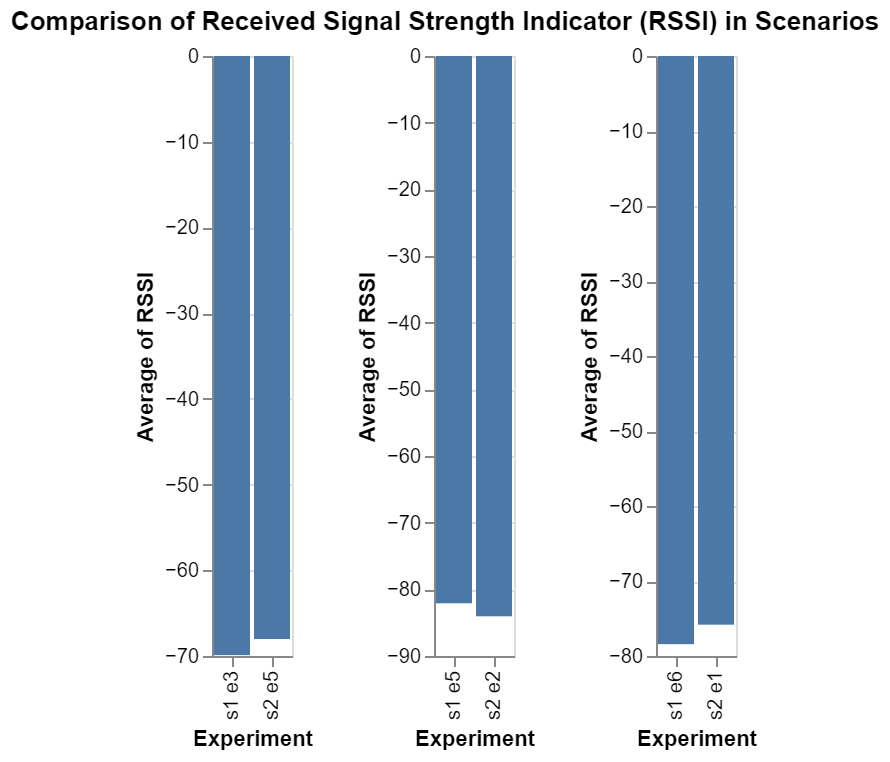 Comparison of Received Signal Strength Indicator (RSSI) in Scenarios
0
−10
−20
−30
−40
−50
−60
−70
Average of RSSI
s1 e3
s2 e5
Experiment
0
−10
−20
−30
−40
−50
−60
−70
−80
−90
Average of RSSI
s1 e5
s2 e2
Experiment
0
−10
−20
−30
−40
−50
−60
−70
−80
Average of RSSI
s1 e6
s2 e1
Experiment